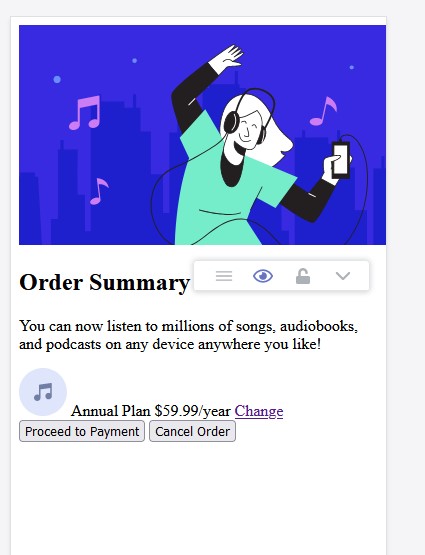 Order Summary
You can now listen to millions of songs, audiobooks,
and podcasts on any device anywhere you like!
Annual Plan $59.99/year Change
Proceed to Payment Cancel Order